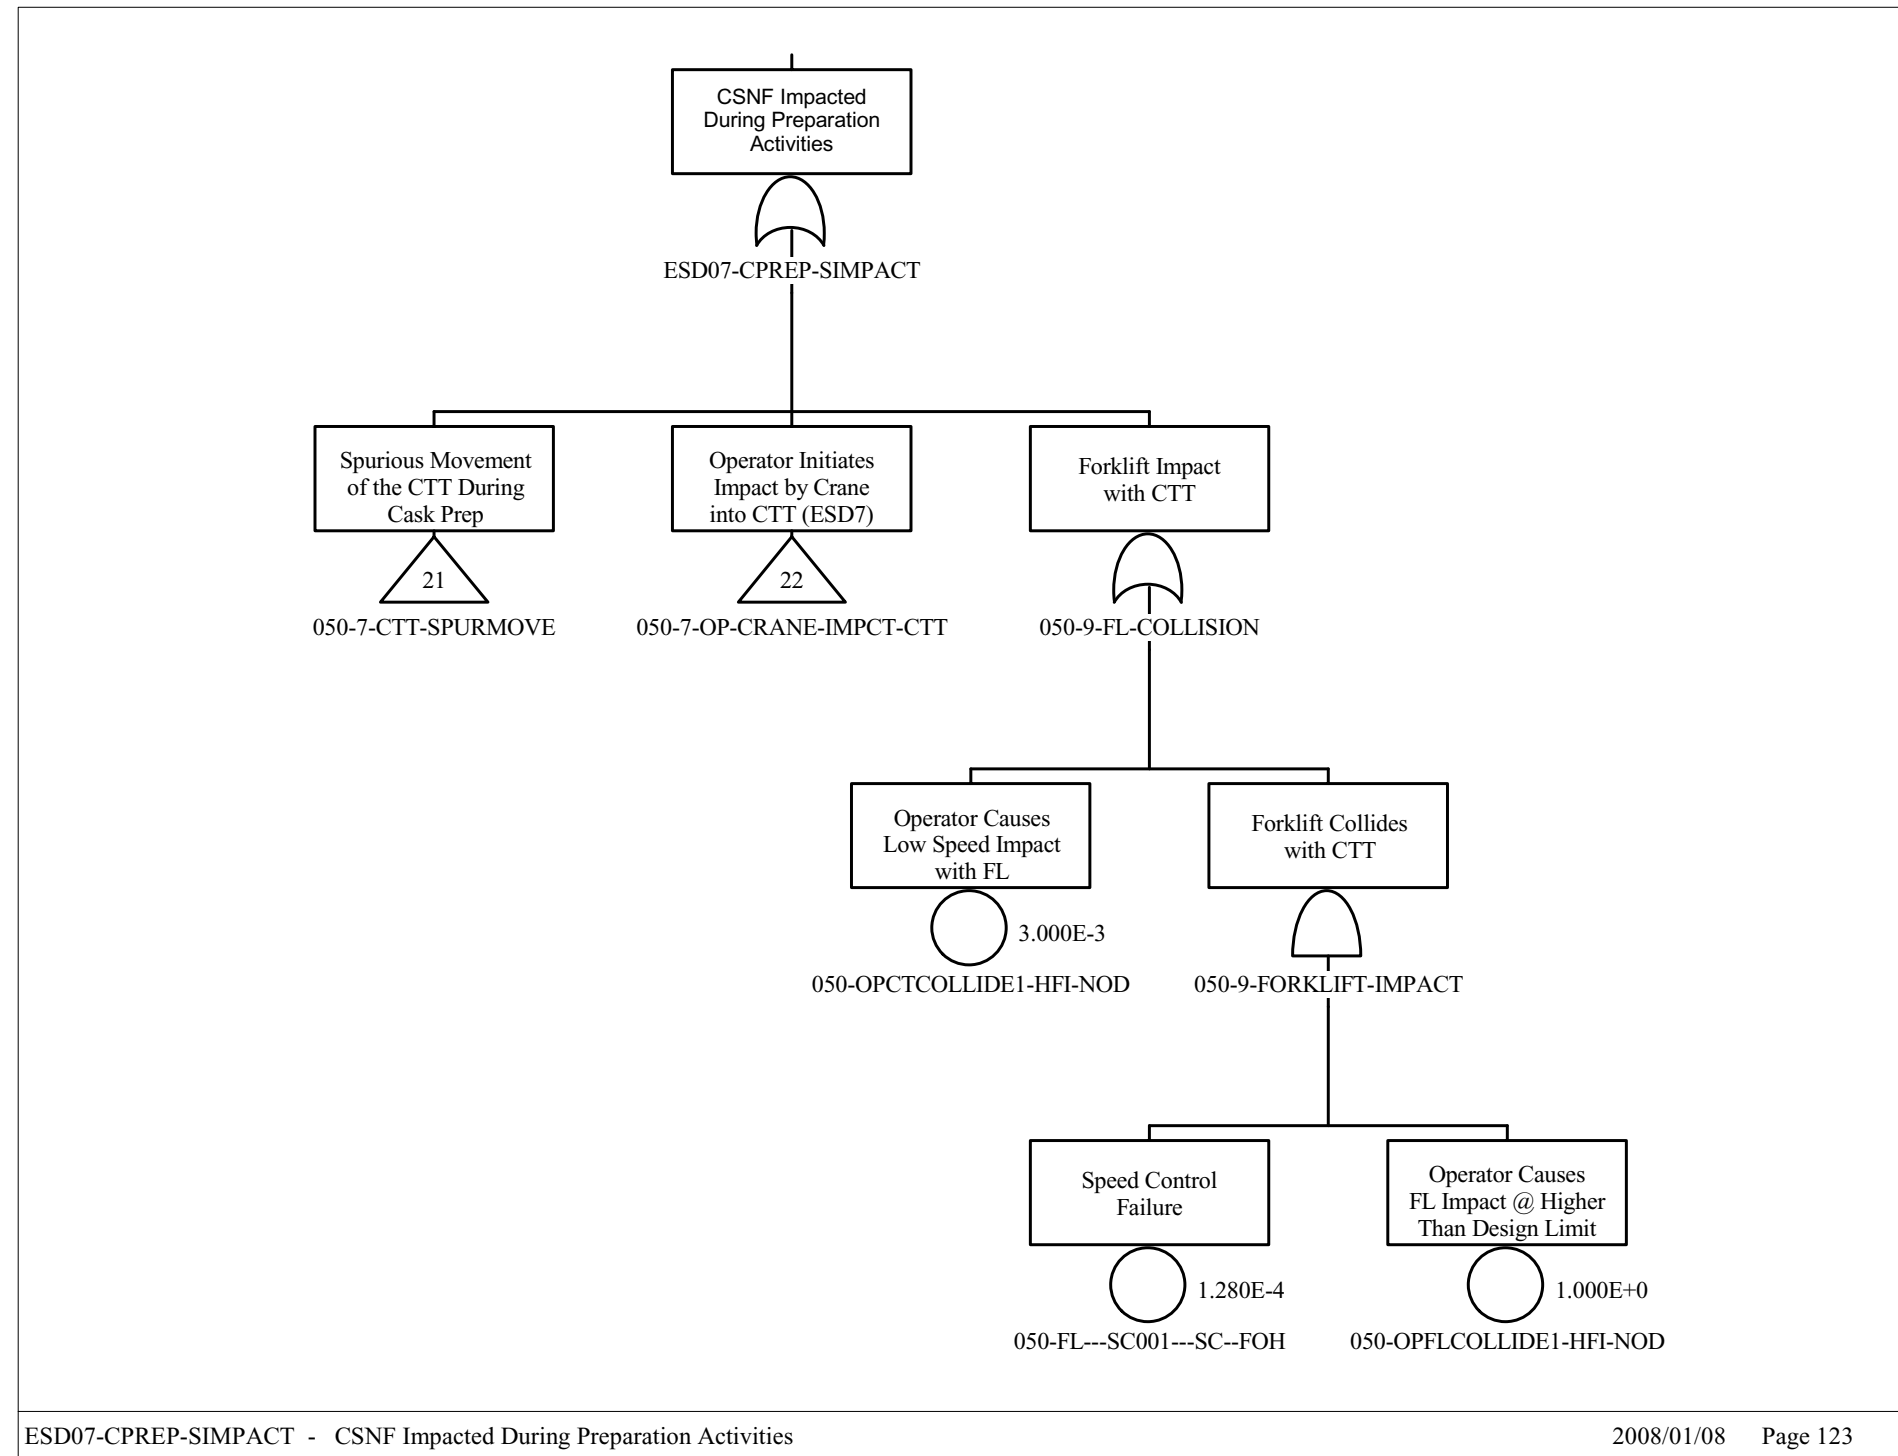 CSNF Impacted
During Preparation
Activities
ESD07-CPREP-SIMPACT
Spurious Movement
of the CTT During
Cask Prep
21
050-7-CTT-SPURMOVE
Operator Initiates
Impact by Crane
into CTT (ESD7)
22
050-7-OP-CRANE-IMPCT-CTT
Forklift Impact
with CTT
050-9-FL-COLLISION
Operator Causes
Low Speed Impact
with FL
3.000E-3
050-OPCTCOLLIDE1-HFI-NOD
Forklift Collides
with CTT
050-9-FORKLIFT-IMPACT
Speed Control
Failure
1.280E-4
050-FL---SC001---SC--FOH
Operator Causes
FL Impact @ Higher
Than Design Limit
1.000E+0
050-OPFLCOLLIDE1-HFI-NOD
ESD07-CPREP-SIMPACT - CSNF Impacted During Preparation Activities 2008/01/08 Page 123